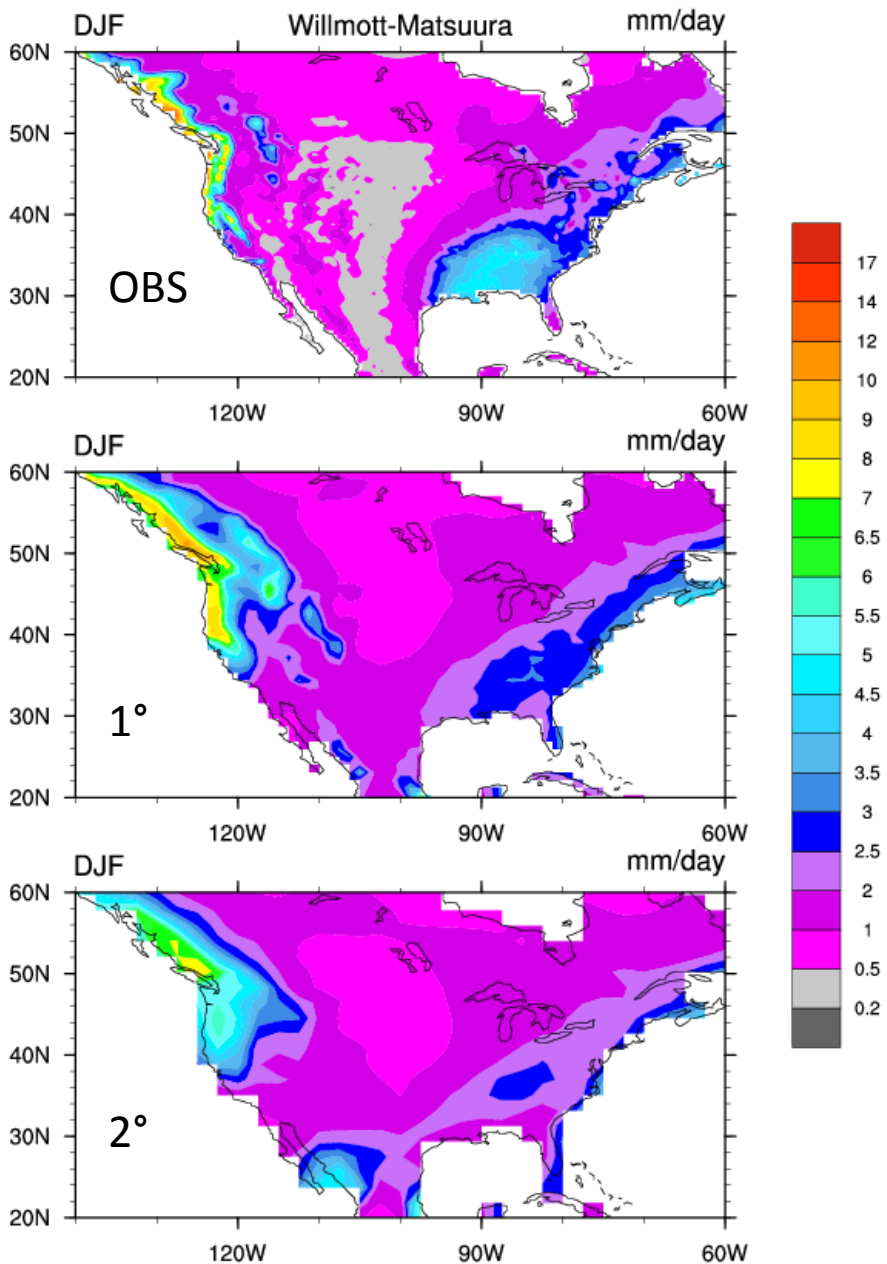 DJF Willmott-Matsuura mm/day
60N
50N
40N
30N
20N
OBS
120W 90W 60W
DJF mm/day
60N
50N
40N
30N
20N
1°
120W 90W 60W
DJF mm/day
60N
50N
40N
30N
20N
2°
120W 90W 60W
17
14
12
10
9
8
7
6.5
6
5.5
5
4.5
4
3.5
3
2.5
2
1
0.5
0.2